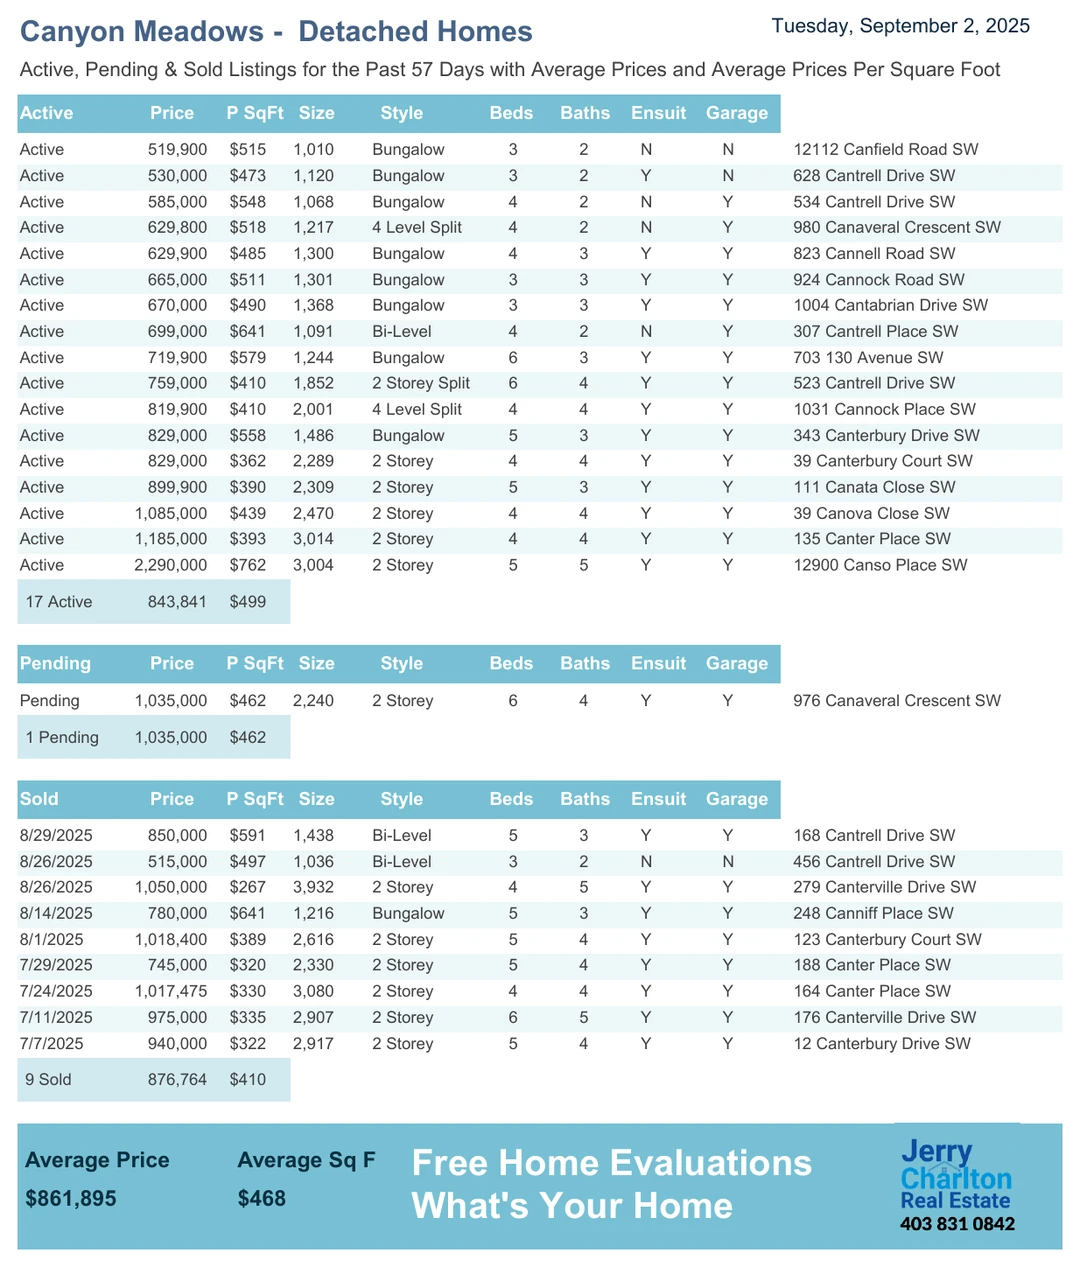 Canyon Meadows - Detached Homes
Tuesday, September 2, 2025
Active, Pending & Sold Listings for the Past 57 Days with Average Prices and Average Prices Per Square Foot
Active Price P SqFt Size Style Beds Baths Ensuit Garage
Active 519,900 $515 1,010 Bungalow 3 2 N N 12112 Canfield Road SW
Active 530,000 $473 1,120 Bungalow 3 2 Y N 628 Cantrell Drive SW
Active 585,000 $548 1,068 Bungalow 4 2 N Y 534 Cantrell Drive SW
Active 629,800 $518 1,217 4 Level Split 4 2 N Y 980 Canaveral Crescent SW
Active 629,900 $485 1,300 Bungalow 4 3 Y Y 823 Cannell Road SW
Active 665,000 $511 1,301 Bungalow 3 3 Y Y 924 Cannock Road SW
Active 670,000 $490 1,368 Bungalow 3 3 Y Y 1004 Cantabrian Drive SW
Active 699,000 $641 1,091 Bi-Level 4 2 N Y 307 Cantrell Place SW
Active 719,900 $579 1,244 Bungalow 6 3 Y Y 703 130 Avenue SW
Active 759,000 $410 1,852 2 Storey Split 6 4 Y Y 523 Cantrell Drive SW
Active 819,900 $410 2,001 4 Level Split 4 4 Y Y 1031 Cannock Place SW
Active 829,000 $558 1,486 Bungalow 5 3 Y Y 343 Canterbury Drive SW
Active 829,000 $362 2,289 2 Storey 4 4 Y Y 39 Canterbury Court SW
Active 899,900 $390 2,309 2 Storey 5 3 Y Y 111 Canata Close SW
Active 1,085,000 $439 2,470 2 Storey 4 4 Y Y 39 Canova Close SW
Active 1,185,000 $393 3,014 2 Storey 4 4 Y Y 135 Canter Place SW
Active 2,290,000 $762 3,004 2 Storey 5 5 Y Y 12900 Canso Place SW
17 Active 843,841 $499
Pending Price P SqFt Size Style Beds Baths Ensuit Garage
Pending 1,035,000 $462 2,240 2 Storey 6 4 Y Y 976 Canaveral Crescent SW
1 Pending 1,035,000 $462
Sold Price P SqFt Size Style Beds Baths Ensuit Garage
8/29/2025 850,000 $591 1,438 Bi-Level 5 3 Y Y 168 Cantrell Drive SW
8/26/2025 515,000 $497 1,036 Bi-Level 3 2 N N 456 Cantrell Drive SW
8/26/2025 1,050,000 $267 3,932 2 Storey 4 5 Y Y 279 Canterville Drive SW
8/14/2025 780,000 $641 1,216 Bungalow 5 3 Y Y 248 Canniff Place SW
8/1/2025 1,018,400 $389 2,616 2 Storey 5 4 Y Y 123 Canterbury Court SW
7/29/2025 745,000 $320 2,330 2 Storey 5 4 Y Y 188 Canter Place SW
7/24/2025 1,017,475 $330 3,080 2 Storey 4 4 Y Y 164 Canter Place SW
7/11/2025 975,000 $335 2,907 2 Storey 6 5 Y Y 176 Canterville Drive SW
7/7/2025 940,000 $322 2,917 2 Storey 5 4 Y Y 12 Canterbury Drive SW
9 Sold 876,764 $410
Average Price Average Sq F
$861,895 $468
Free Home Evaluations
What's Your Home
Jerry
Charlton
Real Estate
403 831 0842